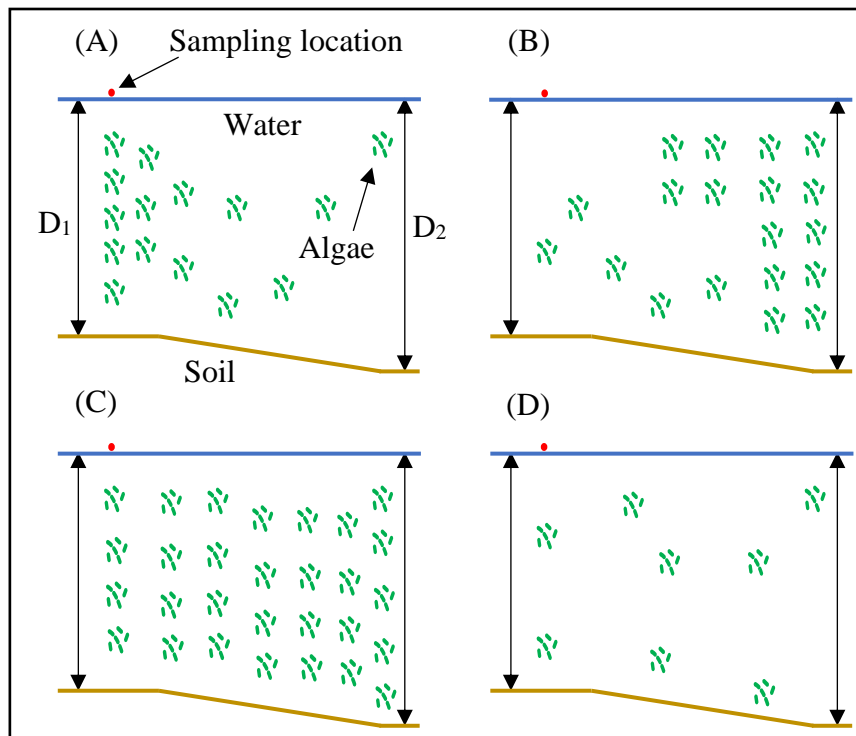 (A)
Sampling location
Water
D₁
Algae
D₂
Soil
(B)
(C)
(D)